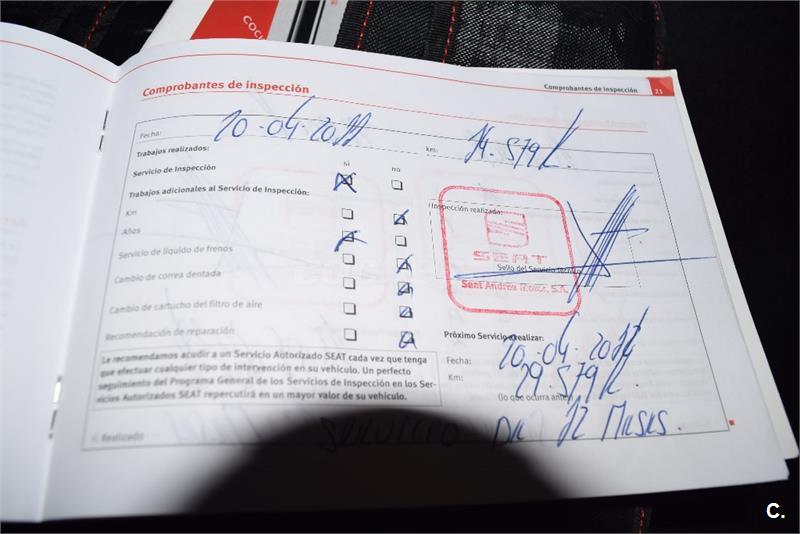 Comprobantes de inspección
Comprobantes de inspección 21
Fecha: 20-04-2011 km:
Trabajos realizados:
sí no
Servicio de Inspección
Trabajos adicionales al Servicio de Inspección:
Km
Años
Servicio de líquido de frenos
Cambio de correa dentada
Cambio de cartucho del filtro de aire
Recomendación de reparación
Le recomendamos acudir a un Servicio Autorizado SEAT cada vez que tenga
que efectuar cualquier tipo de intervención en su vehículo. Un perfecto
seguimiento del Programa General de los Servicios de Inspección en los Ser-
vicios Autorizados SEAT repercutirá en un mayor valor de su vehículo.
Inspección realizada:
SEAT
Sello del Servicio
Sant Andreu S.A.
Próximo Servicio a realizar:
Fecha: 20-04-2012
Km: 29.579 K.
(lo que ocurra antes)
SERVICIO DE 12 MESES.
Realizado
C.